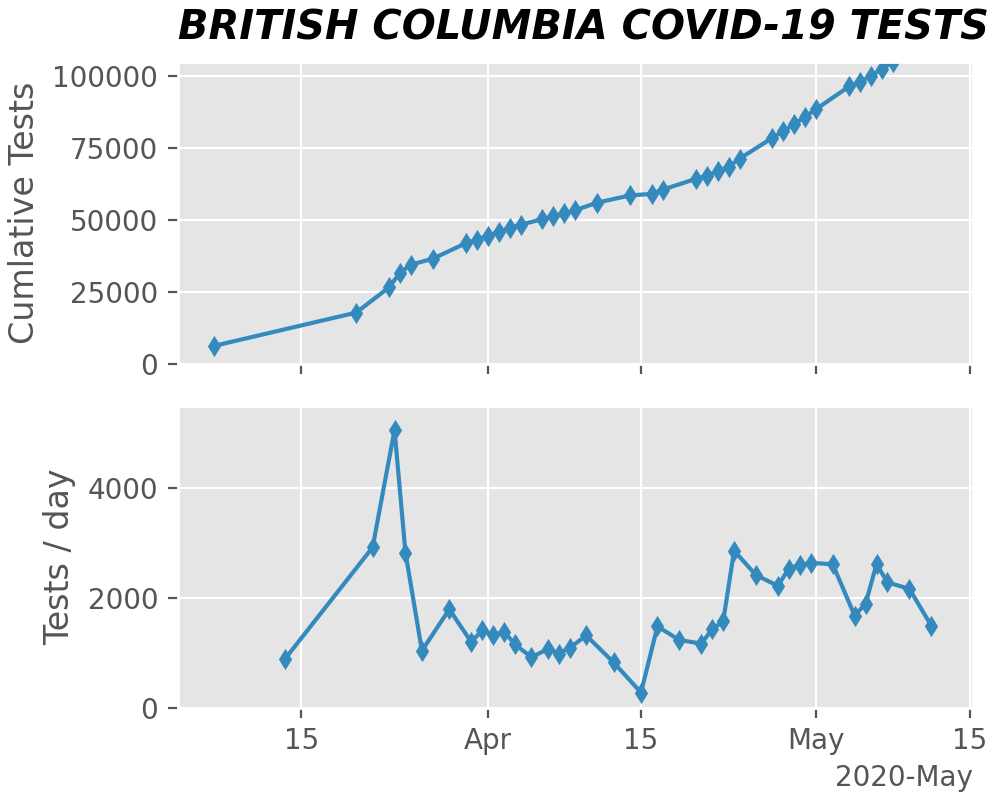 BRITISH COLUMBIA COVID-19 TESTS
Cumlative Tests
100000
75000
50000
25000
0
Tests / day
4000
2000
0
15
Apr
15
May
15
2020-May